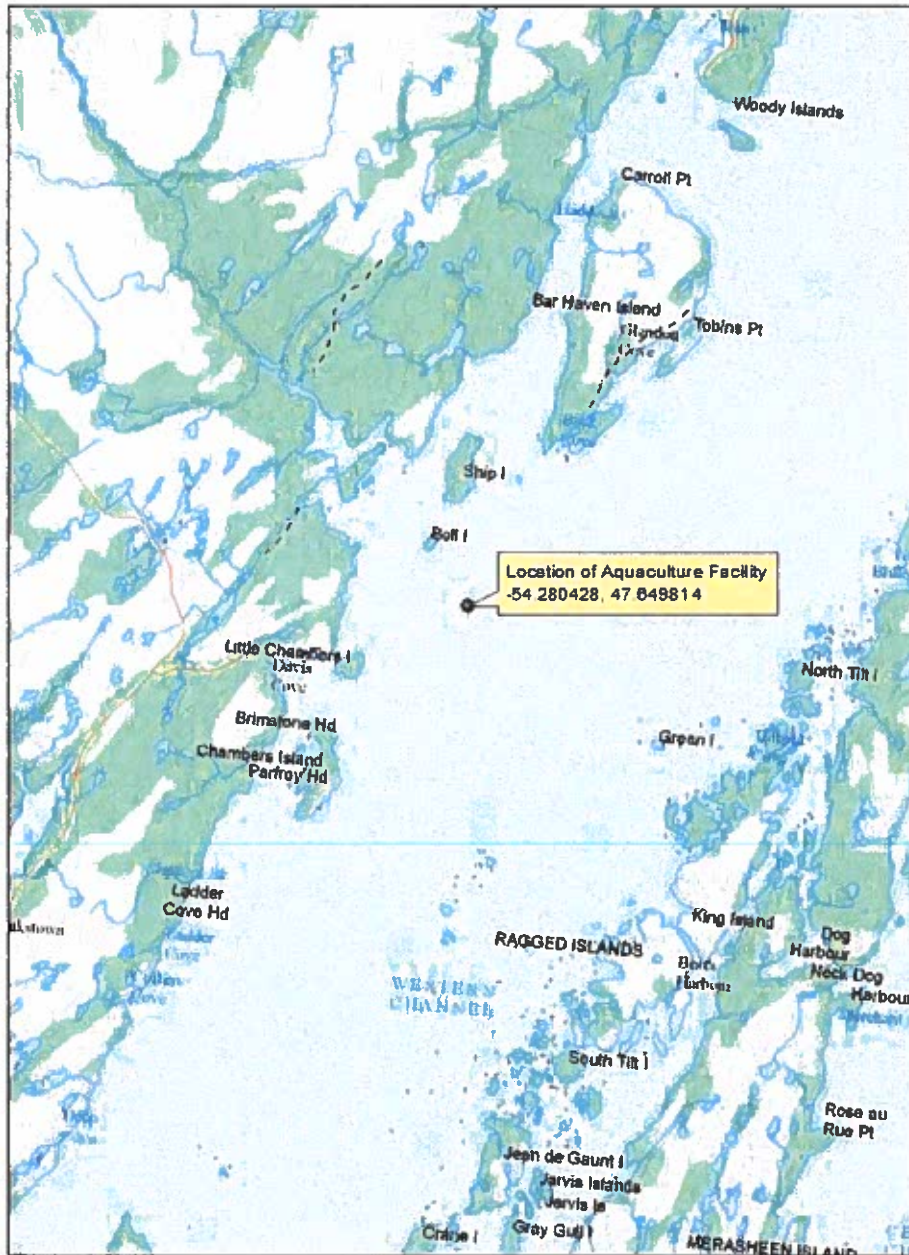 Woody Islands
Carroll Pt
Bar Haven Island
Tobins Pt
Ship I
Boff I
Location of Aquaculture Facility
-54.280428, 47.649814
Little Chambers I
Davis
Cove
North Tilt I
Brimstone Hd
Green I
Chambers Island
Parfroy Hd
Ladder
Cove Hd
King Island
RAGGED ISLANDS
Dog
Harbour
Neck Dog
Harbour
WESTERN
CHANNEL
South Tilt I
Rose au
Rue Pt
Jean de Gaunt I
Jarvis Islands
Jarvis Is
Crane I
Gray Gull I
MERASHEEN ISLAND